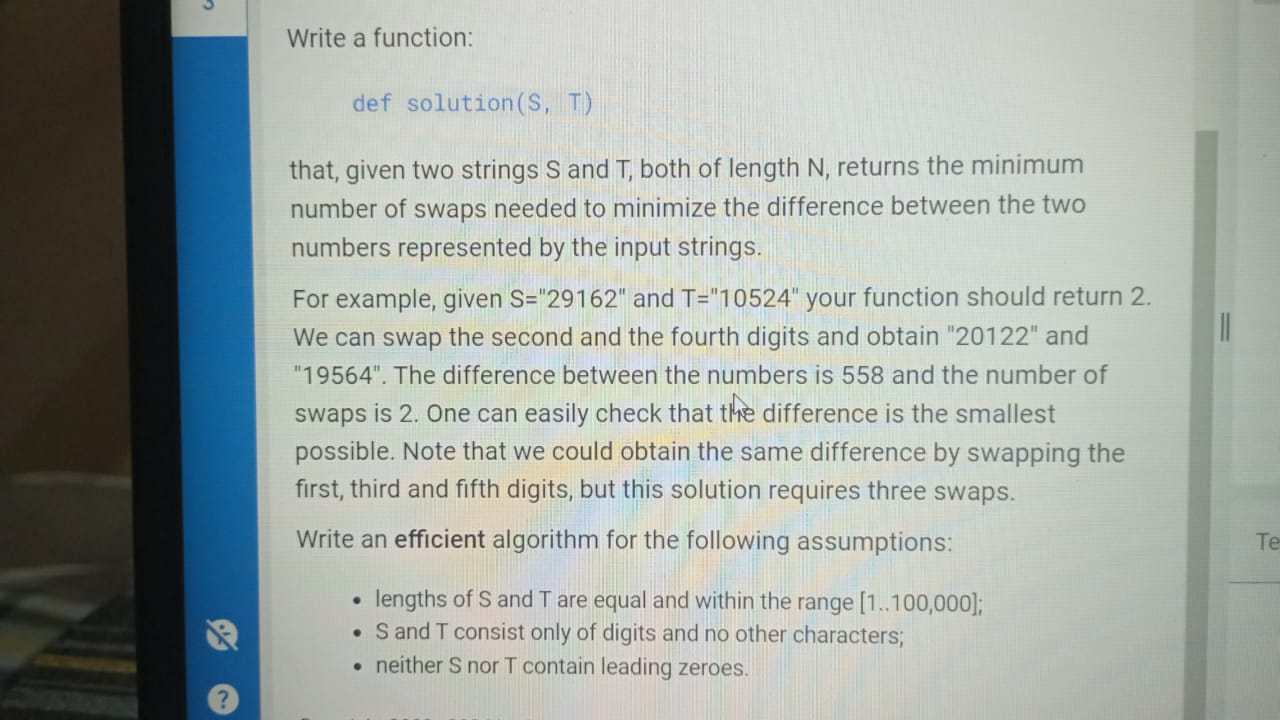 Write a function:
def solution(S, T)
that, given two strings S and T, both of length N, returns the minimum
number of swaps needed to minimize the difference between the two
numbers represented by the input strings.
For example, given S="29162" and T="10524" your function should return 2.
We can swap the second and the fourth digits and obtain "20122" and
"19564". The difference between the numbers is 558 and the number of
swaps is 2. One can easily check that the difference is the smallest
possible. Note that we could obtain the same difference by swapping the
first, third and fifth digits, but this solution requires three swaps.
Write an efficient algorithm for the following assumptions:
• lengths of S and T are equal and within the range [1..100,000];
• S and T consist only of digits and no other characters;
• neither S nor T contain leading zeroes.
?
Te